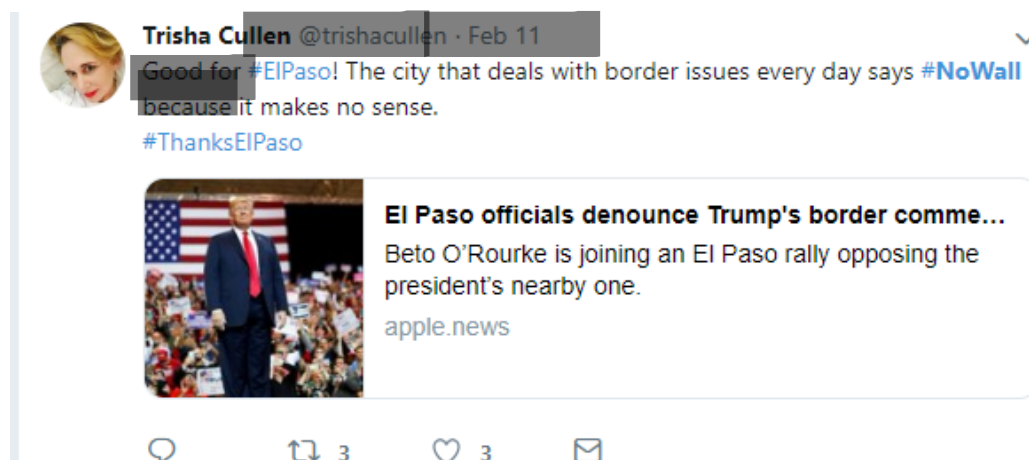 Trisha Cullen @trishacullen · Feb 11
Good for #ElPaso! The city that deals with border issues every day says #NoWall
because it makes no sense.
#ThanksElPaso
El Paso officials denounce Trump's border comme...
Beto O'Rourke is joining an El Paso rally opposing the
president's nearby one.
apple.news
3 3